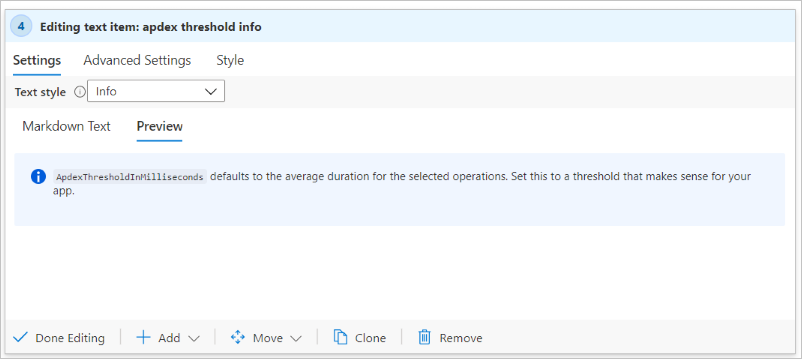 4 Editing text item: apdex threshold info
Settings Advanced Settings Style
Text style Info
Markdown Text Preview
ApdexThresholdInMilliseconds defaults to the average duration for the selected operations. Set this to a threshold that makes sense for your
app.
Done Editing Add Move Clone Remove